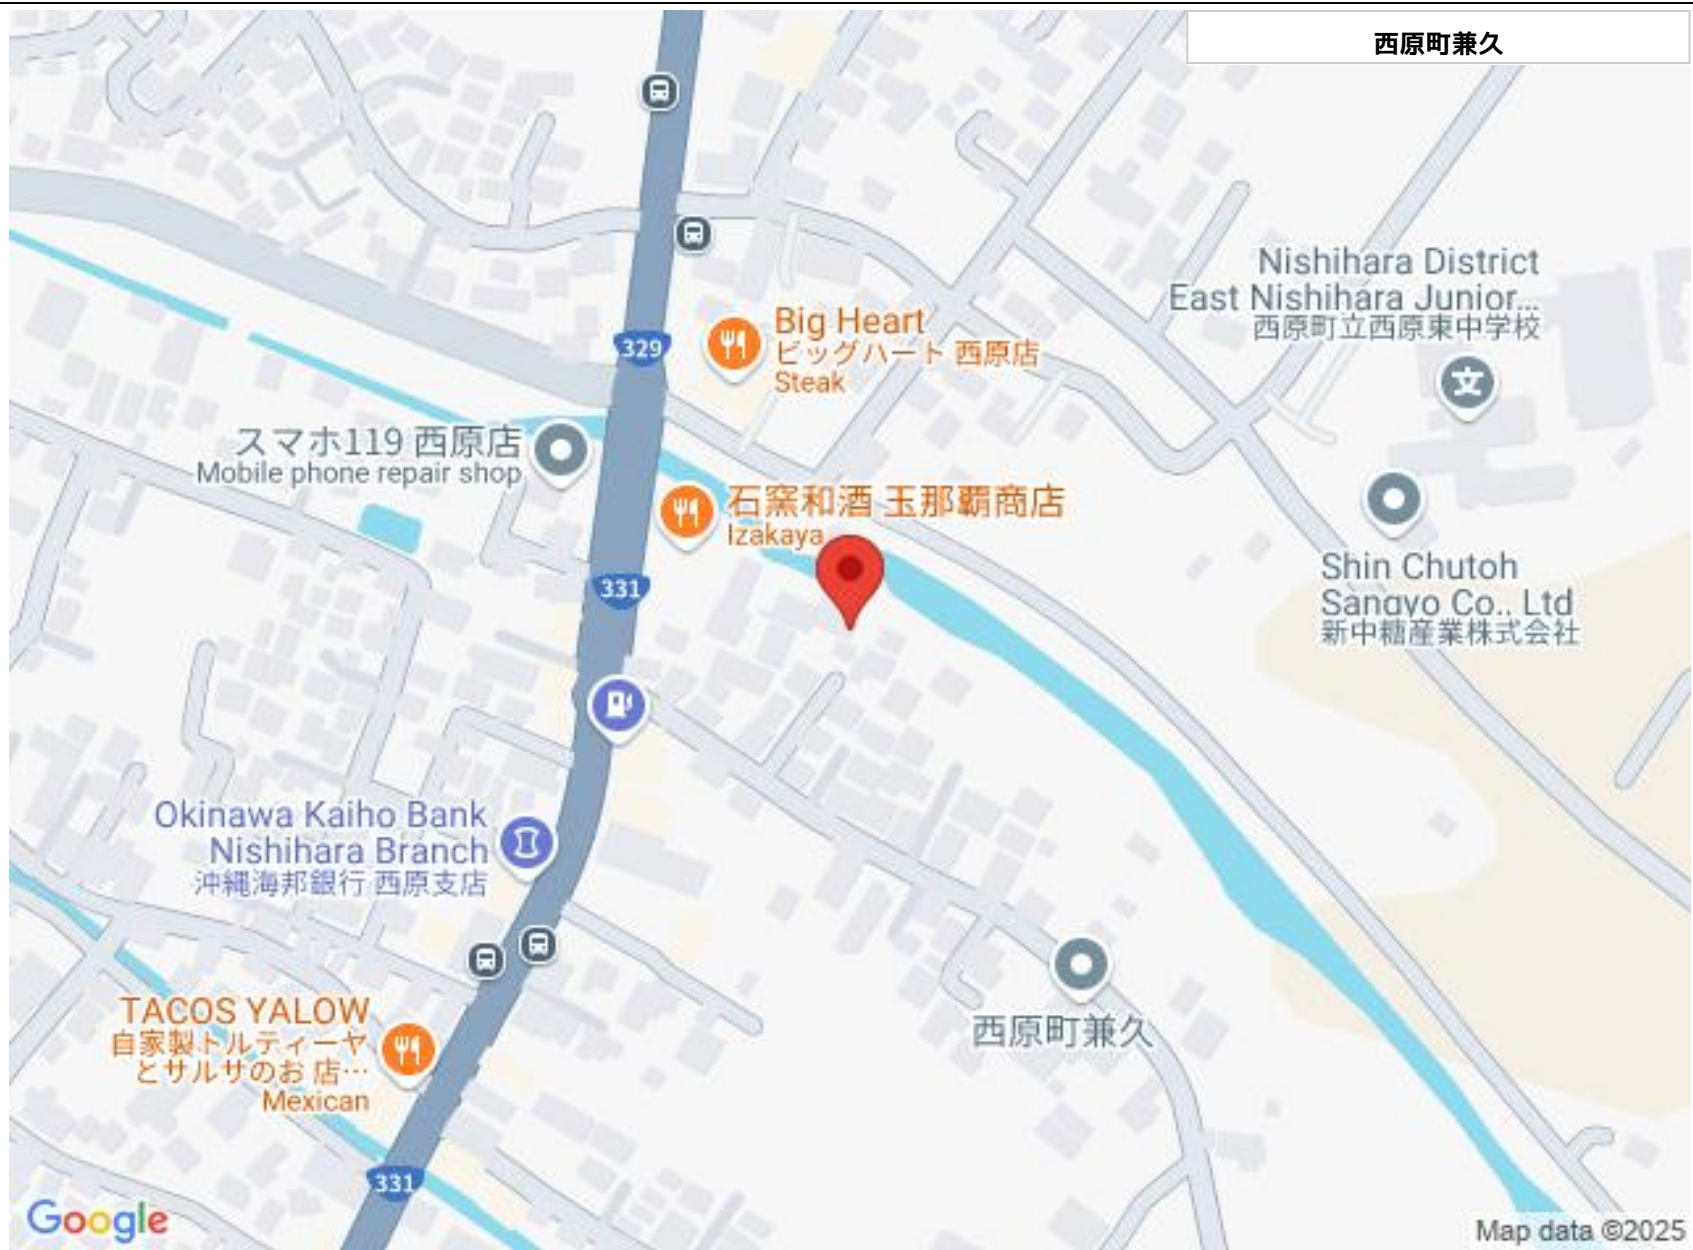 西原町兼久
Nishihara District
East Nishihara Junior...
西原町立西原東中学校
Big Heart
ビッグハート 西原店
Steak
329
スマホ119 西原店
Mobile phone repair shop
石窯和酒 玉那覇商店
Izakaya
331
Shin Chutoh
Sangyo Co., Ltd
新中糖産業株式会社
Okinawa Kaiho Bank
Nishihara Branch
沖縄海邦銀行 西原支店
TACOS YALOW
自家製トルティーヤ
とサルサのお 店…
Mexican
西原町兼久
331
Google
Map data ©2025